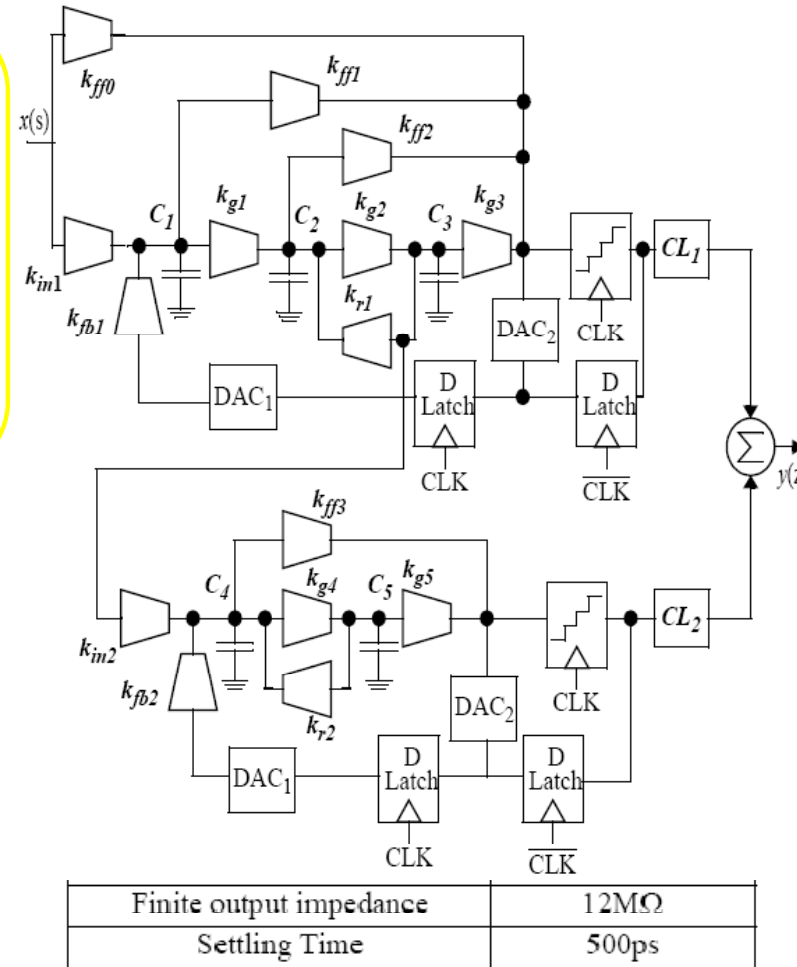 k_ff0
k_ff1
x(s)
k_ff2
k_g1
k_g2
k_g3
C_1
C_2
C_3
CL_1
k_in1
k_r1
k_fb1
CLK
DAC_2
DAC_1
D Latch
D Latch
CLK
CLK
Σ
y(z
k_ff3
C_4
k_g4
C_5
k_g5
CL_2
k_in2
k_fb2
k_r2
CLK
DAC_2
DAC_1
D Latch
D Latch
CLK
CLK
Finite output impedance 12MΩ
Settling Time 500ps